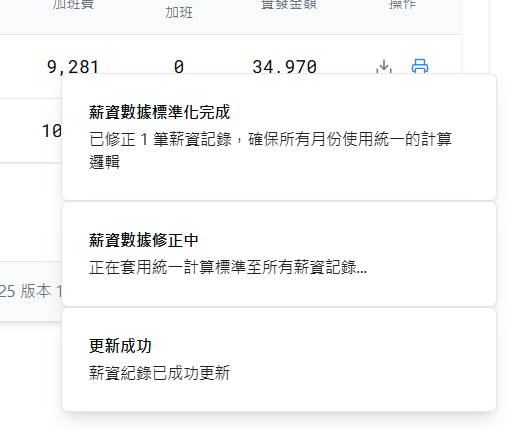 加班費 加班 實發金額 操作
9,281 0 34,970
薪資數據標準化完成
已修正 1 筆薪資記錄，確保所有月份使用統一的計算
邏輯
10
薪資數據修正中
正在套用統一計算標準至所有薪資記錄...
25 版本 1
更新成功
薪資紀錄已成功更新